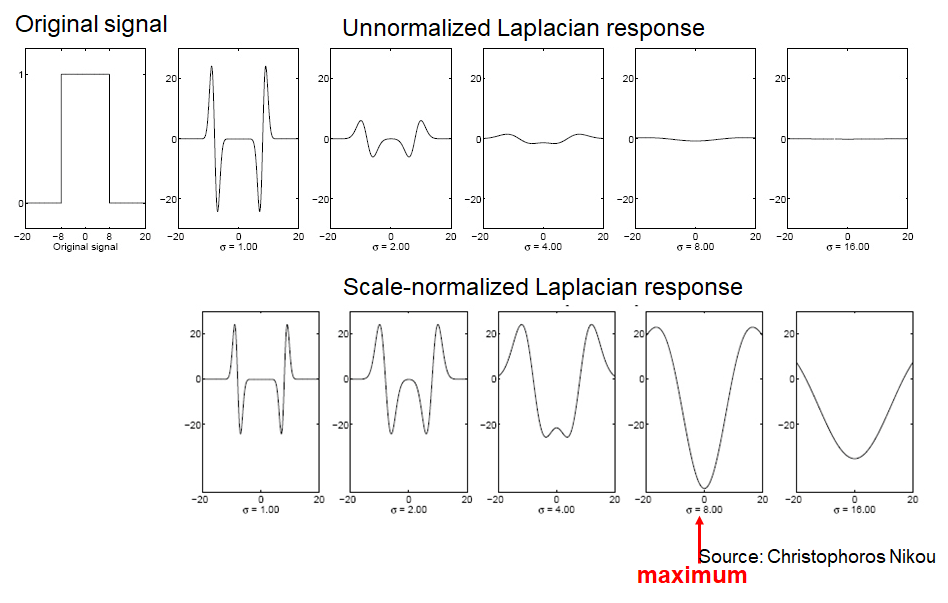 Original signal
Unnormalized Laplacian response
1
0
−20 −8 0 8 20
Original signal
20
0
−20
−20 0 20
σ = 1.00
20
0
−20
−20 0 20
σ = 2.00
20
0
−20
−20 0 20
σ = 4.00
20
0
−20
−20 0 20
σ = 8.00
20
0
−20
−20 0 20
σ = 16.00
Scale-normalized Laplacian response
20
0
−20
−20 0 20
σ = 1.00
20
0
−20
−20 0 20
σ = 2.00
20
0
−20
−20 0 20
σ = 4.00
20
0
−20
−20 0 20
σ = 8.00
20
0
−20
−20 0 20
σ = 16.00
Source: Christophoros Nikou
maximum